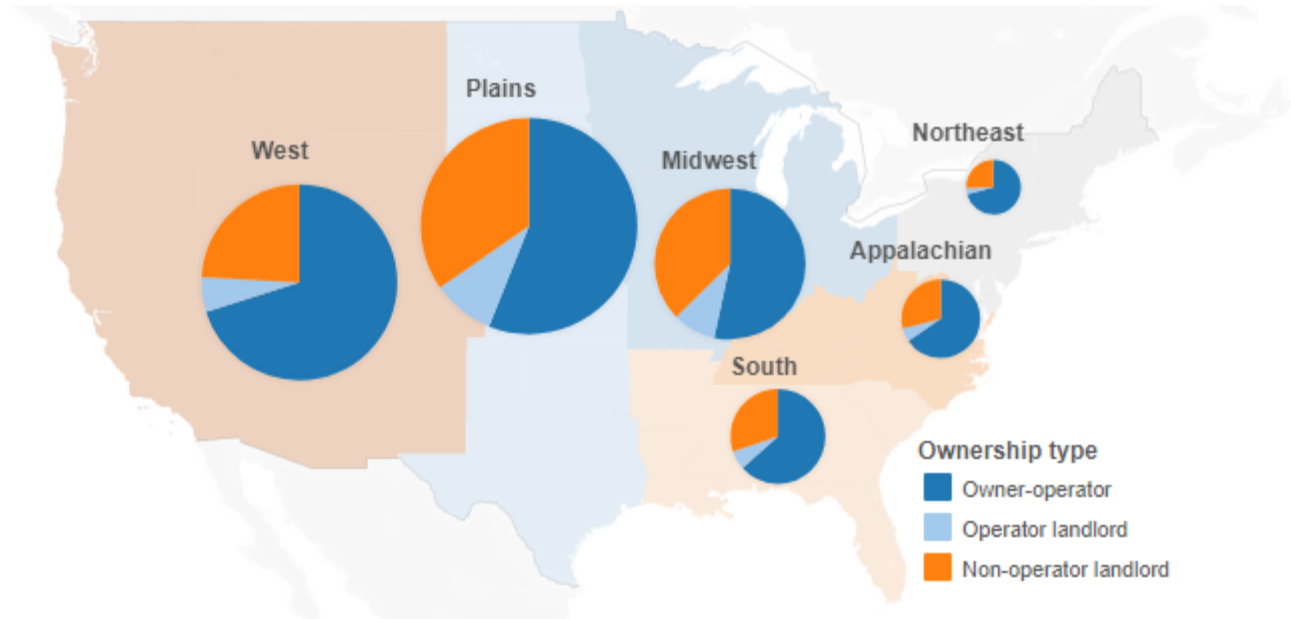 Plains
Northeast
West
Midwest
Appalachian
South
Ownership type
Owner-operator
Operator landlord
Non-operator landlord